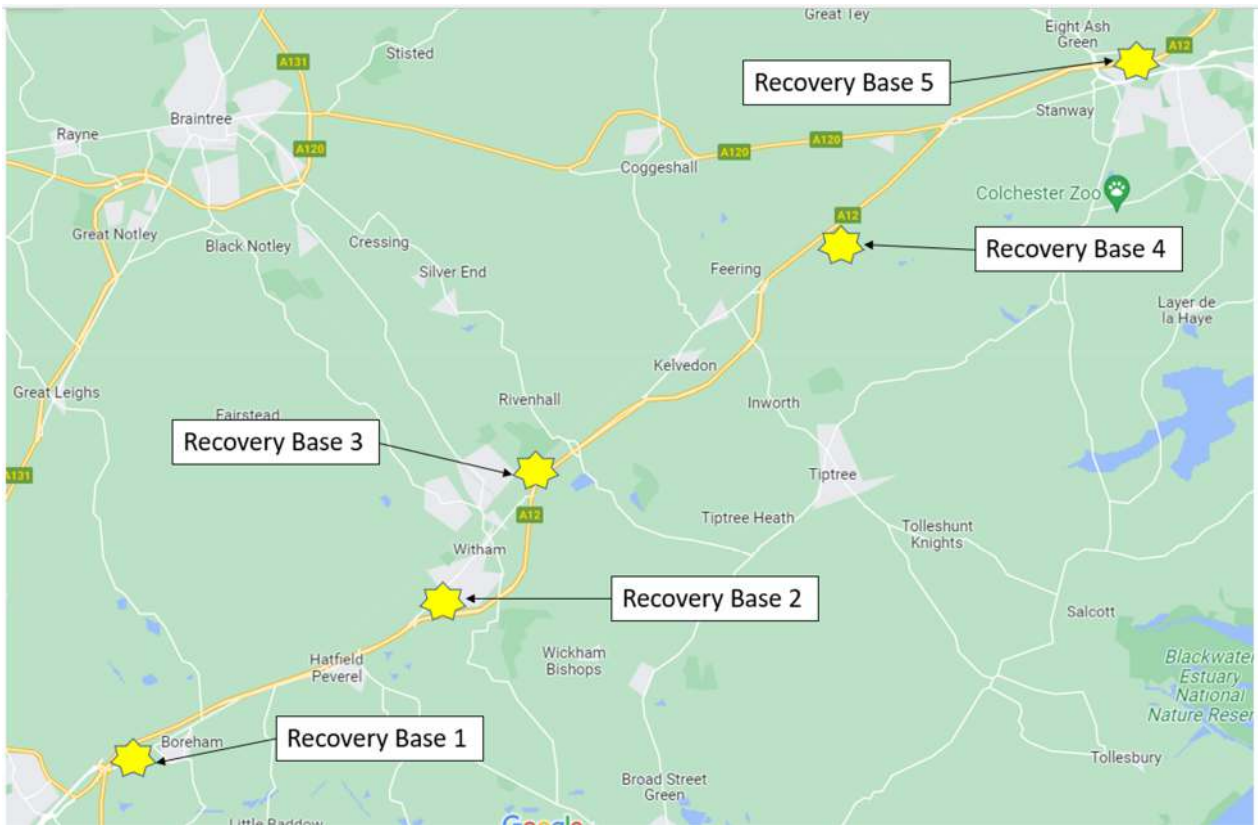 Great Tey
Eight Ash
Green
A12
Stisted
A131
Recovery Base 5
Stanway
Braintree
Rayne
A120
A120
A120
Coggeshall
Colchester Zoo
A12
Great Notley
Black Notley
Cressing
Recovery Base 4
Feering
Silver End
Layer de
la Haye
Kelvedon
Great Leighs
Rivenhall
Inworth
Fairstead
Recovery Base 3
A131
Tiptree
A12
Tiptree Heath
Tolleshunt
Knights
Witham
Recovery Base 2
Salcott
Hatfield
Peverel
Wickham
Bishops
Blackwater
Estuary
National
Nature Reser
Recovery Base 1
Boreham
Tollesbury
Broad Street
Green
Little Baddow
Google